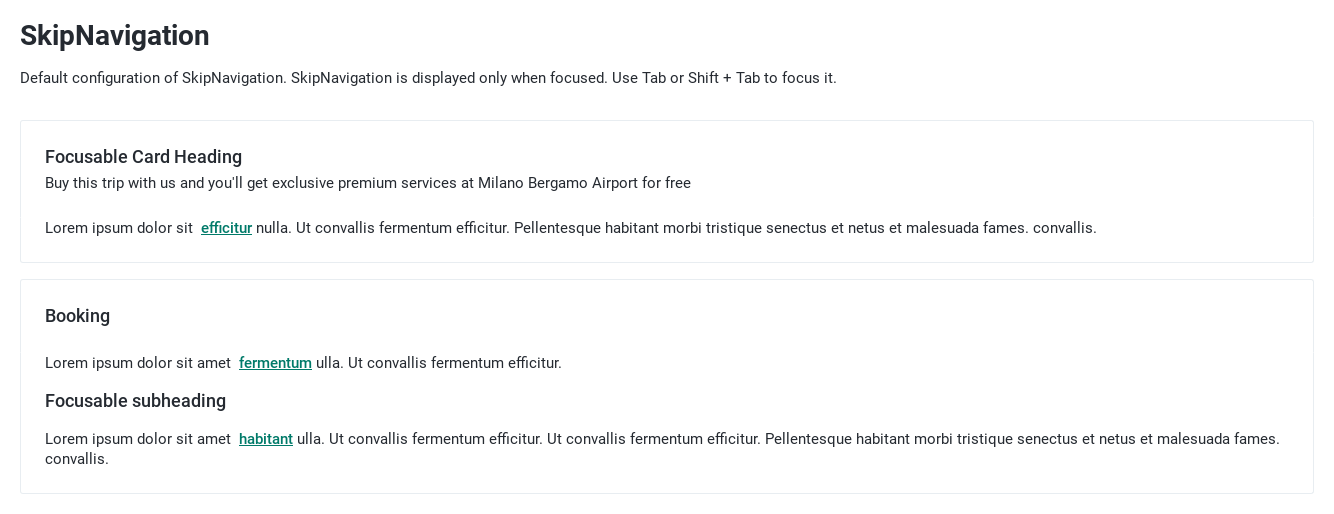 SkipNavigation
Default configuration of SkipNavigation. SkipNavigation is displayed only when focused. Use Tab or Shift + Tab to focus it.
Focusable Card Heading
Buy this trip with us and you'll get exclusive premium services at Milano Bergamo Airport for free
Lorem ipsum dolor sit efficitur nulla. Ut convallis fermentum efficitur. Pellentesque habitant morbi tristique senectus et netus et malesuada fames. convallis.
Booking
Lorem ipsum dolor sit amet fermentum ulla. Ut convallis fermentum efficitur.
Focusable subheading
Lorem ipsum dolor sit amet habitant ulla. Ut convallis fermentum efficitur. Ut convallis fermentum efficitur. Pellentesque habitant morbi tristique senectus et netus et malesuada fames.
convallis.